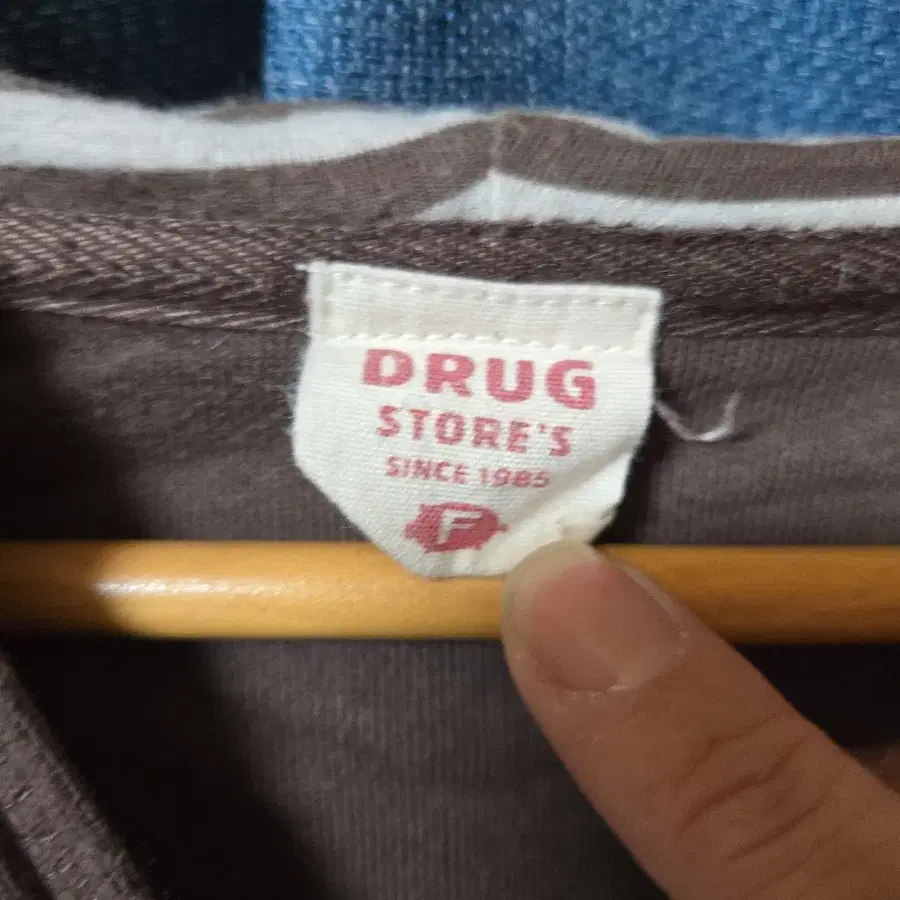 DRUG
STORE'S
SINCE 1985
F